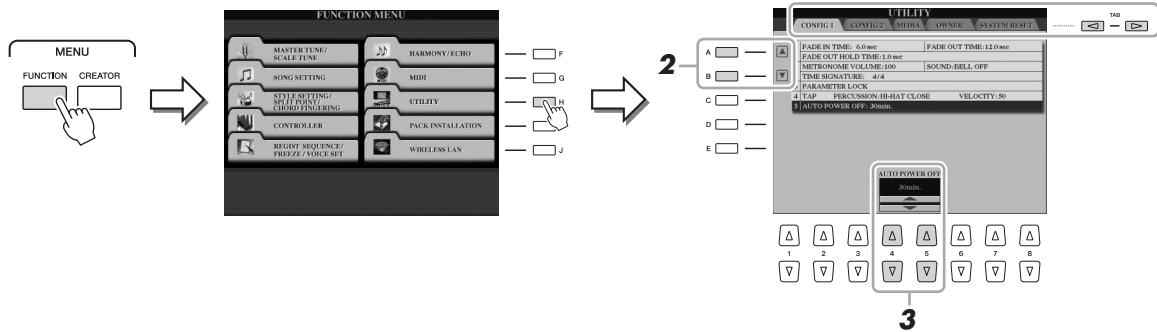 MENU
FUNCTION CREATOR
FUNCTION MENU
MASTER TUNE/
SCALE TUNE
SONG SETTING
STYLE SETTING/
SPLIT POINT/
CHORD FINGERING
CONTROLLER
REGIST SEQUENCE/
FREEZE / VOICE SET
HARMONY/ECHO
MIDI
UTILITY
PACK INSTALLATION
WIRELESS LAN
F
G
H
J
UTILITY
CONFIG 1 CONFIG 2 MEDIA OWNER SYSTEM RESET
TAB
2
A
B
C
D
E
FADE IN TIME: 6.0 sec FADE OUT TIME:12.0 sec
FADE OUT HOLD TIME:1.0 sec
METRONOME VOLUME:100 SOUND:BELL OFF
TIME SIGNATURE: 4/4
PARAMETER LOCK
4 TAP PERCUSSION:HI-HAT CLOSE VELOCITY:50
5 AUTO POWER OFF: 30min.
AUTO POWER OFF
30min.
1 2 3 4 5 6 7 8
3